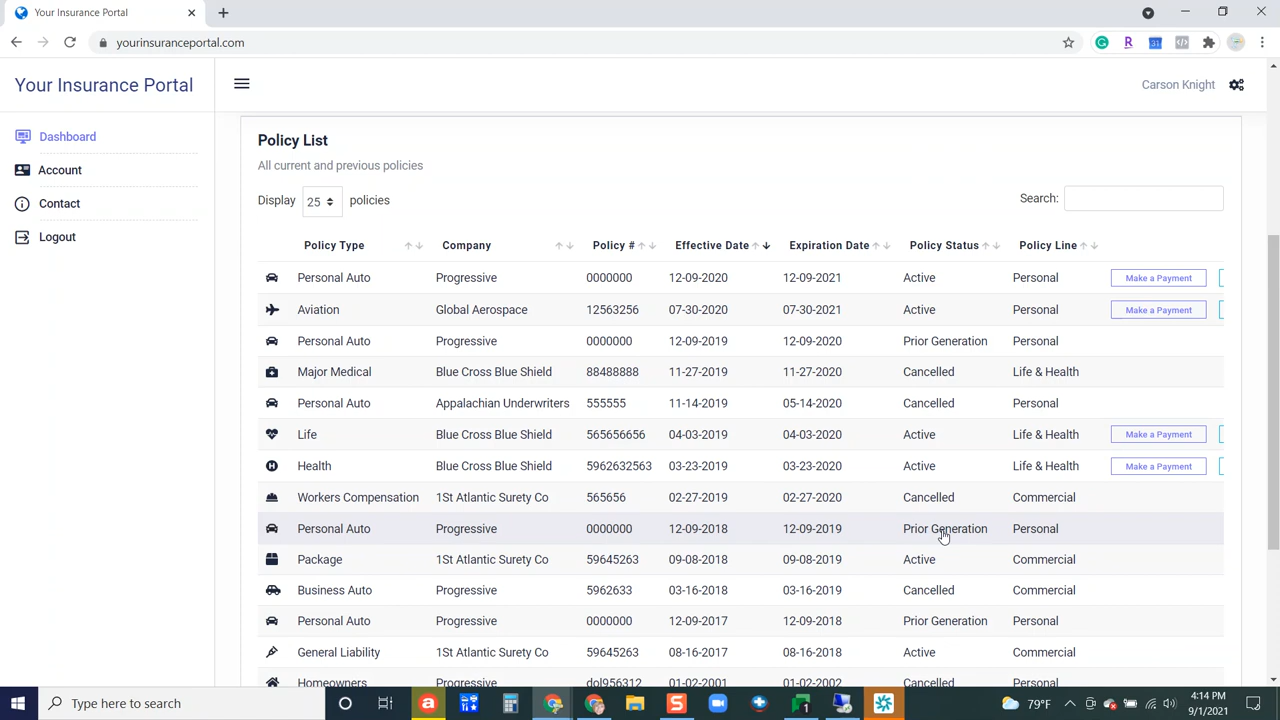 Your Insurance Portal
yourinsuranceportal.com
Your Insurance Portal
Carson Knight
Dashboard
Account
Contact
Logout
Policy List
All current and previous policies
Display 25 policies Search:
Policy Type Company Policy # Effective Date Expiration Date Policy Status Policy Line
Personal Auto Progressive 0000000 12-09-2020 12-09-2021 Active Personal Make a Payment
Aviation Global Aerospace 12563256 07-30-2020 07-30-2021 Active Personal Make a Payment
Personal Auto Progressive 0000000 12-09-2019 12-09-2020 Prior Generation Personal
Major Medical Blue Cross Blue Shield 88488888 11-27-2019 11-27-2020 Cancelled Life & Health
Personal Auto Appalachian Underwriters 555555 11-14-2019 05-14-2020 Cancelled Personal
Life Blue Cross Blue Shield 565656656 04-03-2019 04-03-2020 Active Life & Health Make a Payment
Health Blue Cross Blue Shield 5962632563 03-23-2019 03-23-2020 Active Life & Health Make a Payment
Workers Compensation 1St Atlantic Surety Co 565656 02-27-2019 02-27-2020 Cancelled Commercial
Personal Auto Progressive 0000000 12-09-2018 12-09-2019 Prior Generation Personal
Package 1St Atlantic Surety Co 59645263 09-08-2018 09-08-2019 Active Commercial
Business Auto Progressive 5962633 03-16-2018 03-16-2019 Cancelled Commercial
Personal Auto Progressive 0000000 12-09-2017 12-09-2018 Prior Generation Personal
General Liability 1St Atlantic Surety Co 59645263 08-16-2017 08-16-2018 Active Commercial
Homeowners Progressive dol956312 01-02-2001 01-02-2002 Cancelled Personal
Type here to search
79°F
4:14 PM
9/1/2021